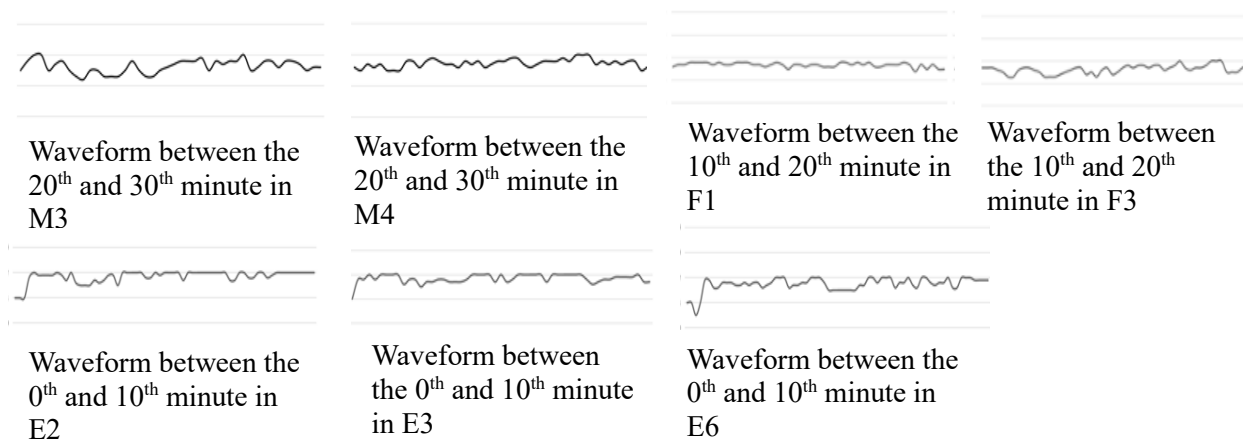 Waveform between the
20th and 30th minute in
M3
Waveform between the
20th and 30th minute in
M4
Waveform between the
10th and 20th minute in
F1
Waveform between
the 10th and 20th
minute in F3
Waveform between the
0th and 10th minute in
E2
Waveform between
the 0th and 10th minute
in E3
Waveform between the
0th and 10th minute in
E6